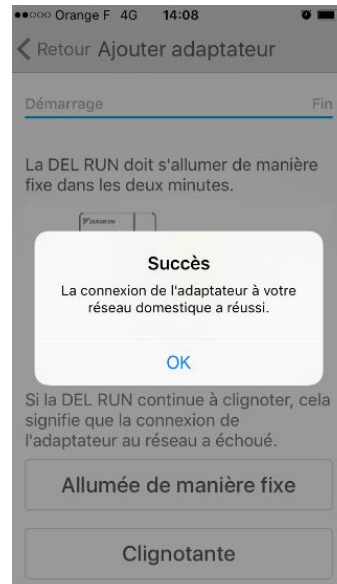 Orange F 4G 14:08
Retour Ajouter adaptateur
Démarrage Fin
La DEL RUN doit s'allumer de manière
fixe dans les deux minutes.
DAIKIN
Succès
La connexion de l'adaptateur à votre
réseau domestique a réussi.
OK
Si la DEL RUN continue à clignoter, cela
signifie que la connexion de
l'adaptateur au réseau a échoué.
Allumée de manière fixe
Clignotante